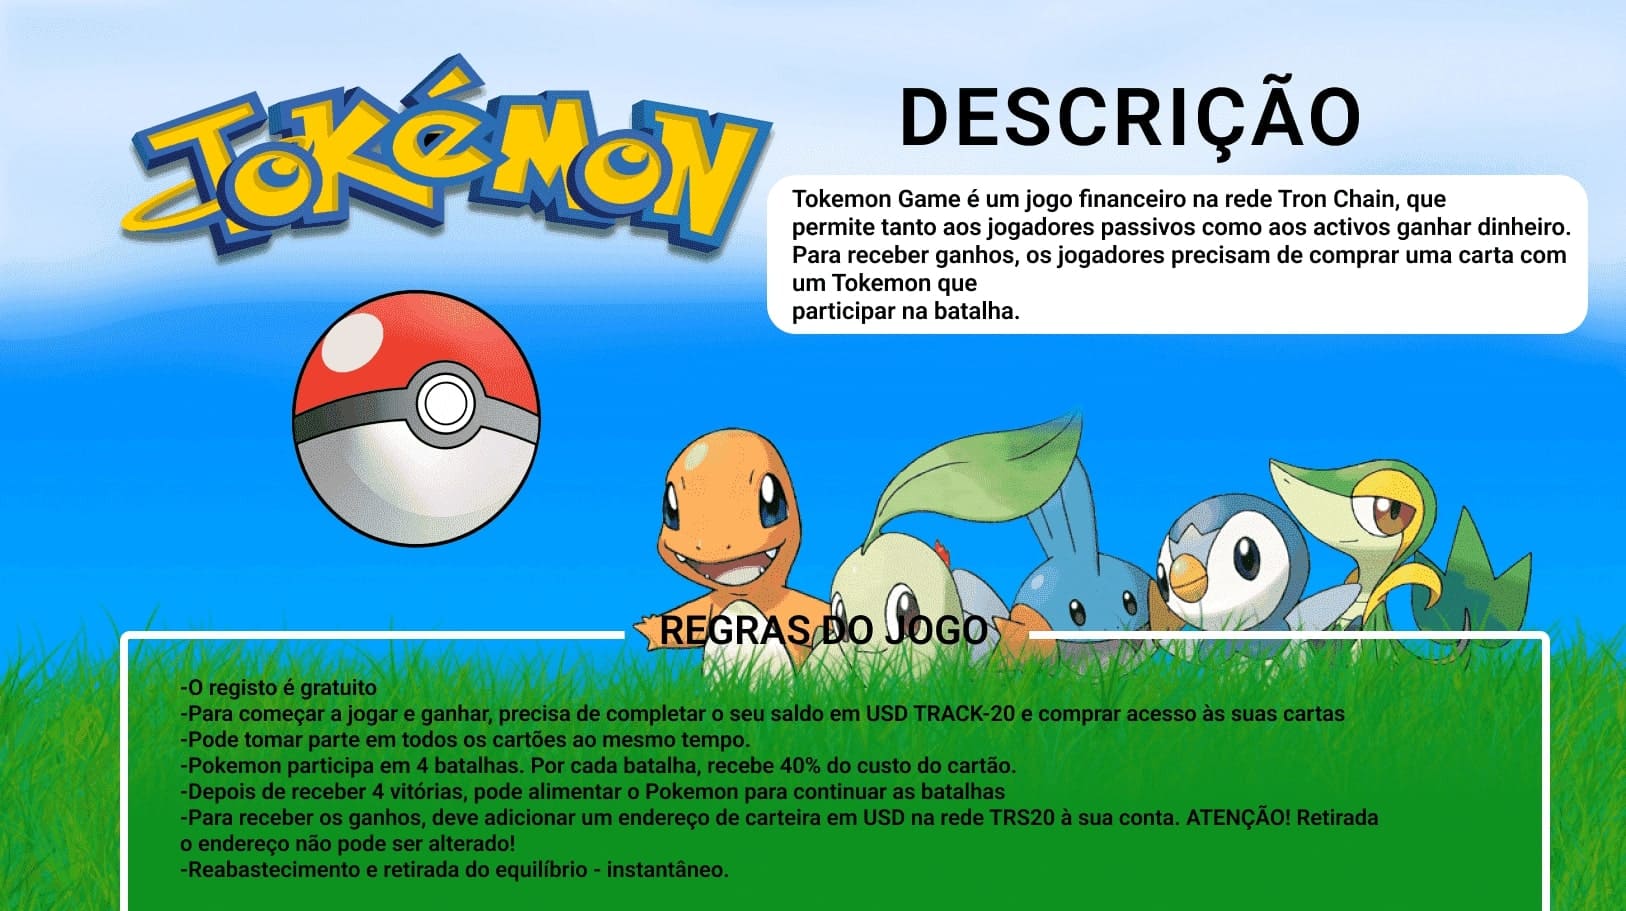 TOKéMON
DESCRIÇÃO
Tokemon Game é um jogo financeiro na rede Tron Chain, que
permite tanto aos jogadores passivos como aos activos ganhar dinheiro.
Para receber ganhos, os jogadores precisam de comprar uma carta com
um Tokemon que
participar na batalha.
REGRAS DO JOGO
-O registo é gratuito
-Para começar a jogar e ganhar, precisa de completar o seu saldo em USD TRACK-20 e comprar acesso às suas cartas
-Pode tomar parte em todos os cartões ao mesmo tempo.
-Pokemon participa em 4 batalhas. Por cada batalha, recebe 40% do custo do cartão.
-Depois de receber 4 vitórias, pode alimentar o Pokemon para continuar as batalhas
-Para receber os ganhos, deve adicionar um endereço de carteira em USD na rede TRS20 à sua conta. ATENÇÃO! Retirada
o endereço não pode ser alterado!
-Reabastecimento e retirada do equilíbrio - instantâneo.